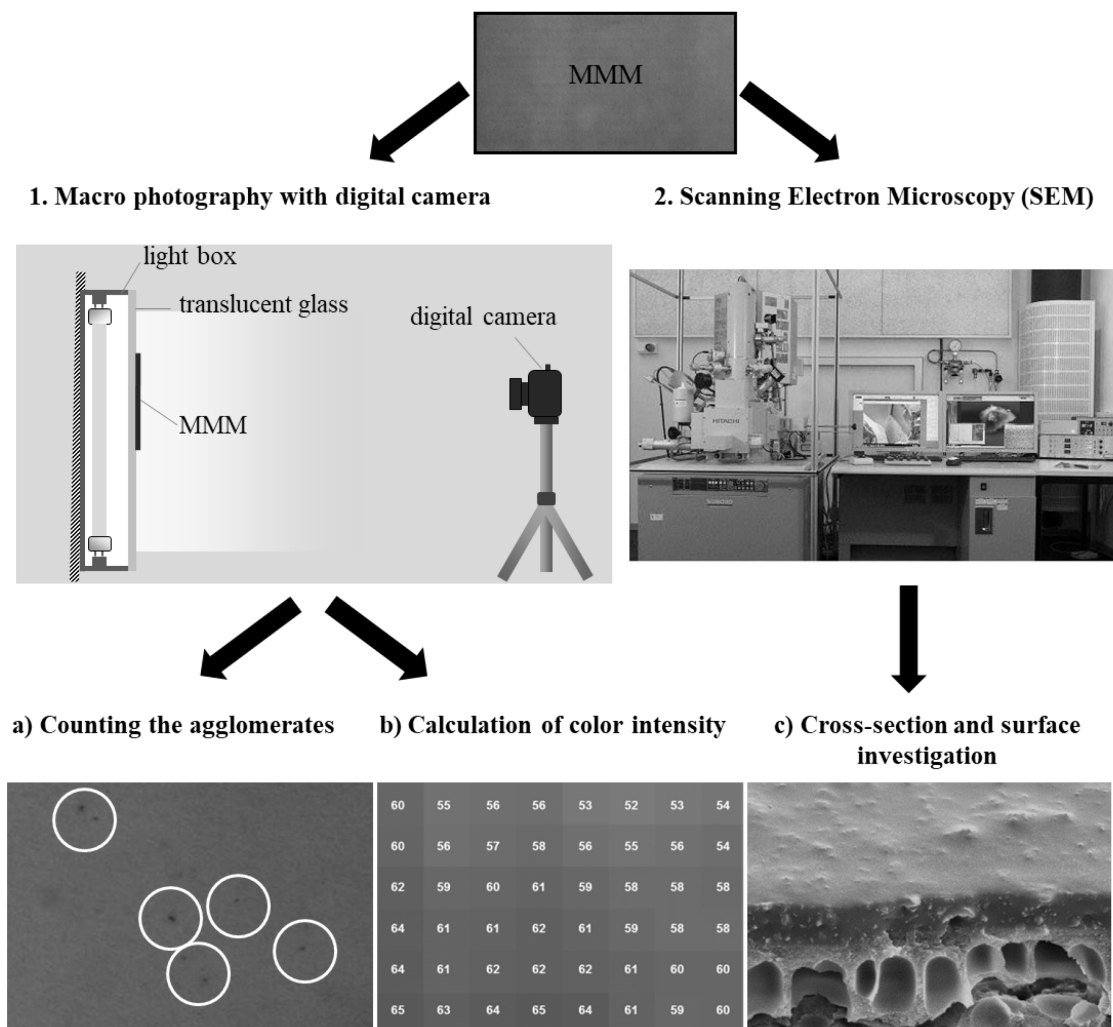 MMM
1. Macro photography with digital camera
2. Scanning Electron Microscopy (SEM)
light box
translucent glass
digital camera
MMM
HITACHI
a) Counting the agglomerates
b) Calculation of color intensity
c) Cross-section and surface
investigation
60 55 56 56 53 52 53 54
60 56 57 58 56 55 56 54
62 59 60 61 59 58 58 58
64 61 61 62 61 59 58 58
64 61 62 62 62 61 60 60
65 63 64 65 64 61 59 60